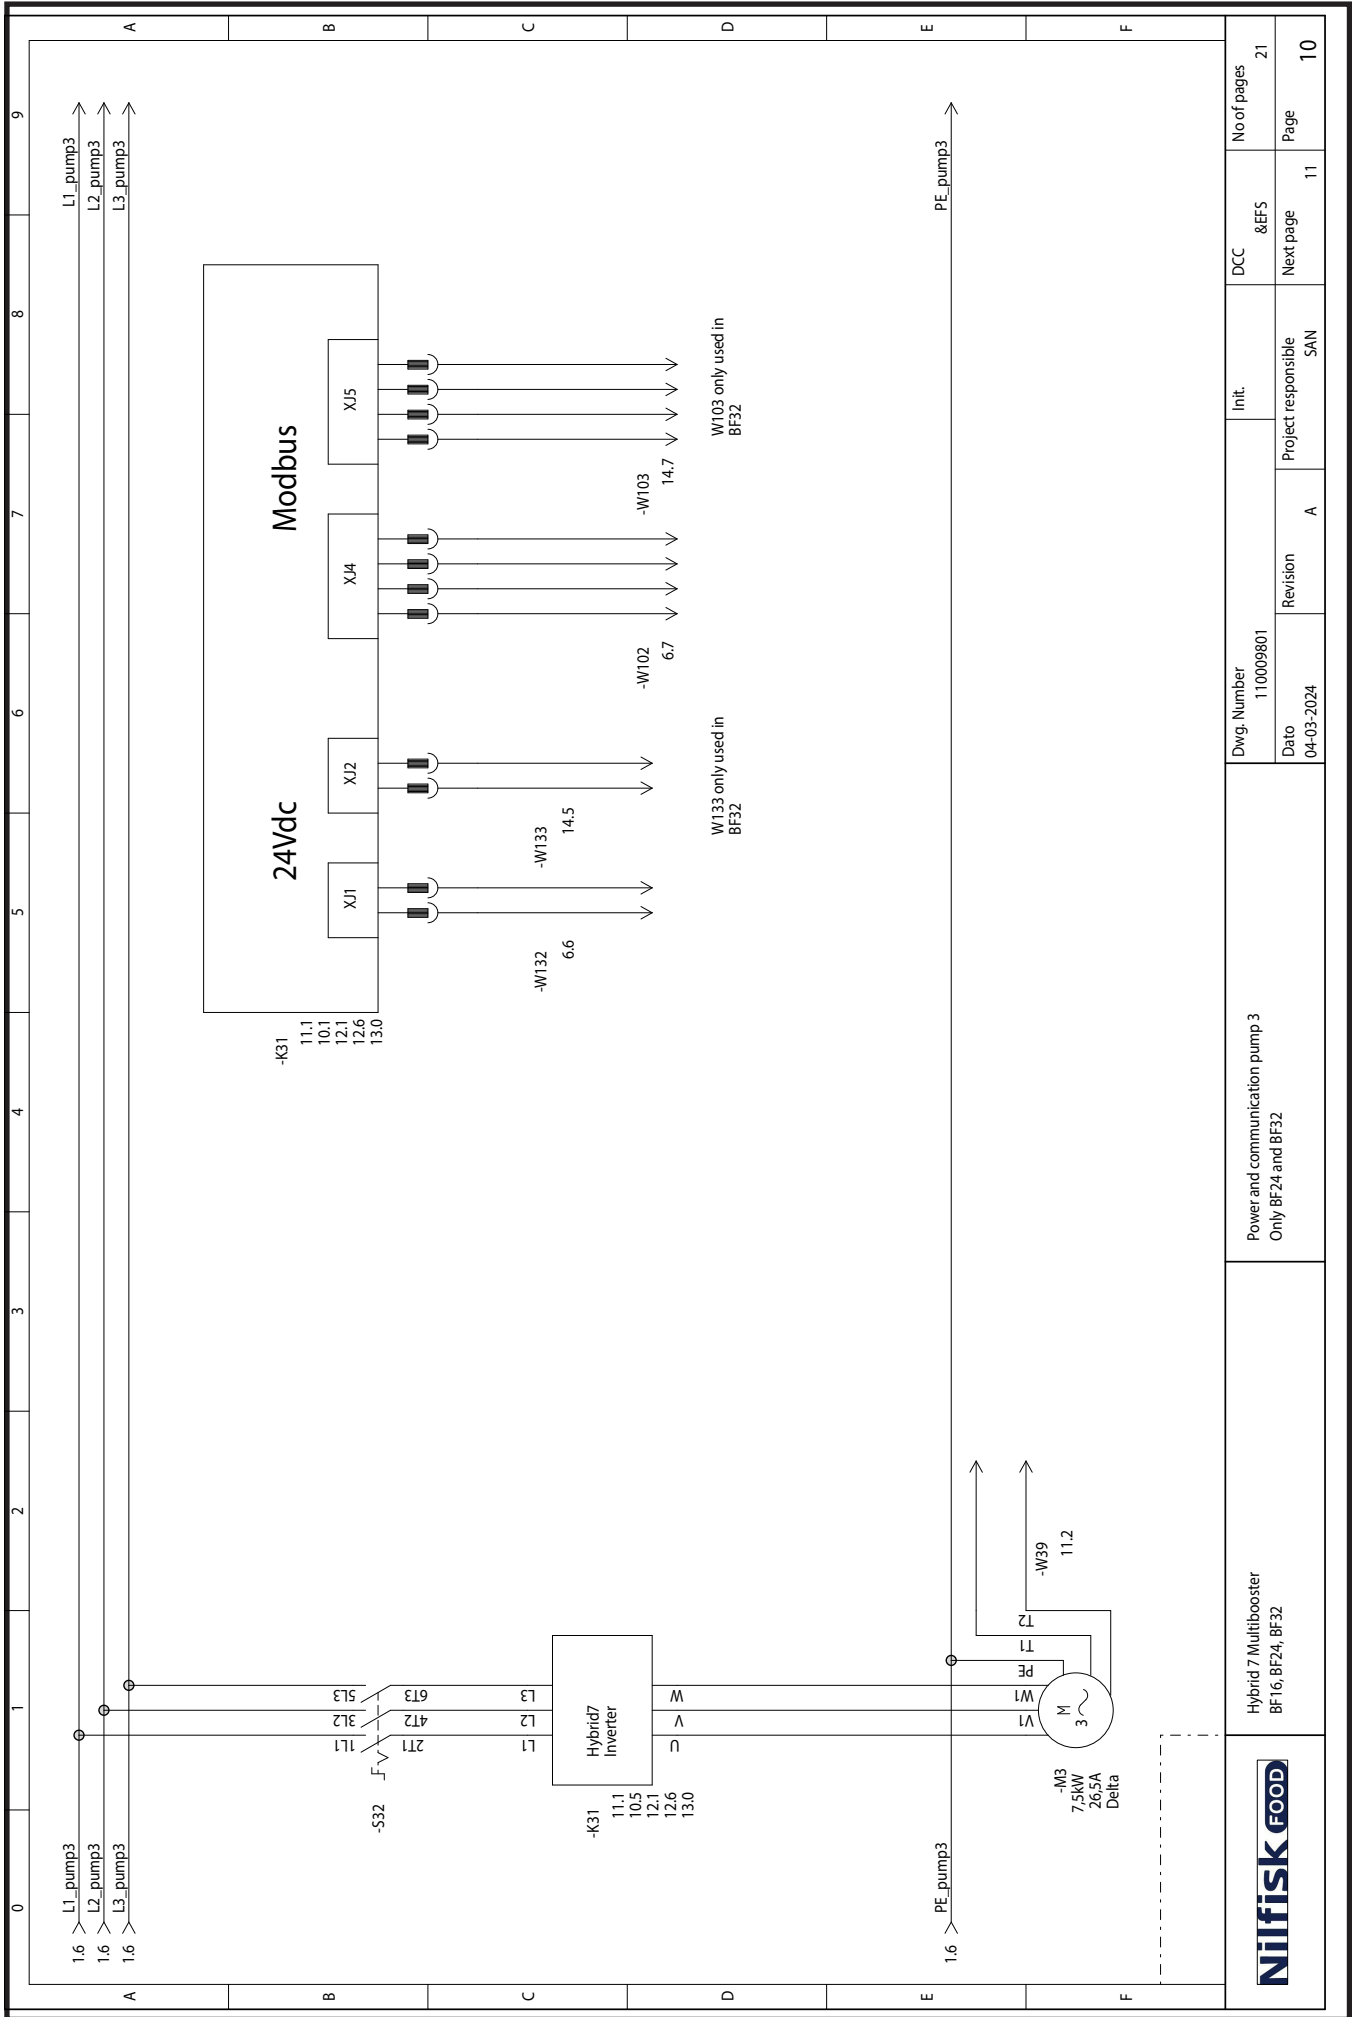 0
1
2
3
4
5
6
7
8
9
A
B
C
D
E
F
A
B
C
D
E
F
1.6
L1_pump3
L1_pump3
1.6
L2_pump3
L2_pump3
1.6
L3_pump3
L3_pump3
24Vdc
Modbus
XJ1
XJ2
XJ4
XJ5
-K31
11.1
10.1
12.1
12.6
13.0
-S32
1L1
3L2
5L3
2T1
4T2
6T3
L1
L2
L3
-K31
11.1
10.5
12.1
12.6
13.0
Hybrid7
Inverter
U
V
W
-W132
6.6
-W133
14.5
-W102
6.7
-W103
14.7
W133 only used in
BF32
W103 only used in
BF32
1.6
PE_pump3
PE_pump3
V1
W1
PE
T1
T2
-M3
7,5kW
26,5A
Delta
M
3
-W39
11.2
Nilfisk FOOD
Hybrid 7 Multibooster
BF16, BF24, BF32
Power and communication pump 3
Only BF24 and BF32
Dwg. Number
110009801
Init.
DCC
&EFS
No of pages
21
Dato
04-03-2024
Revision
A
Project responsible
SAN
Next page
11
Page
10